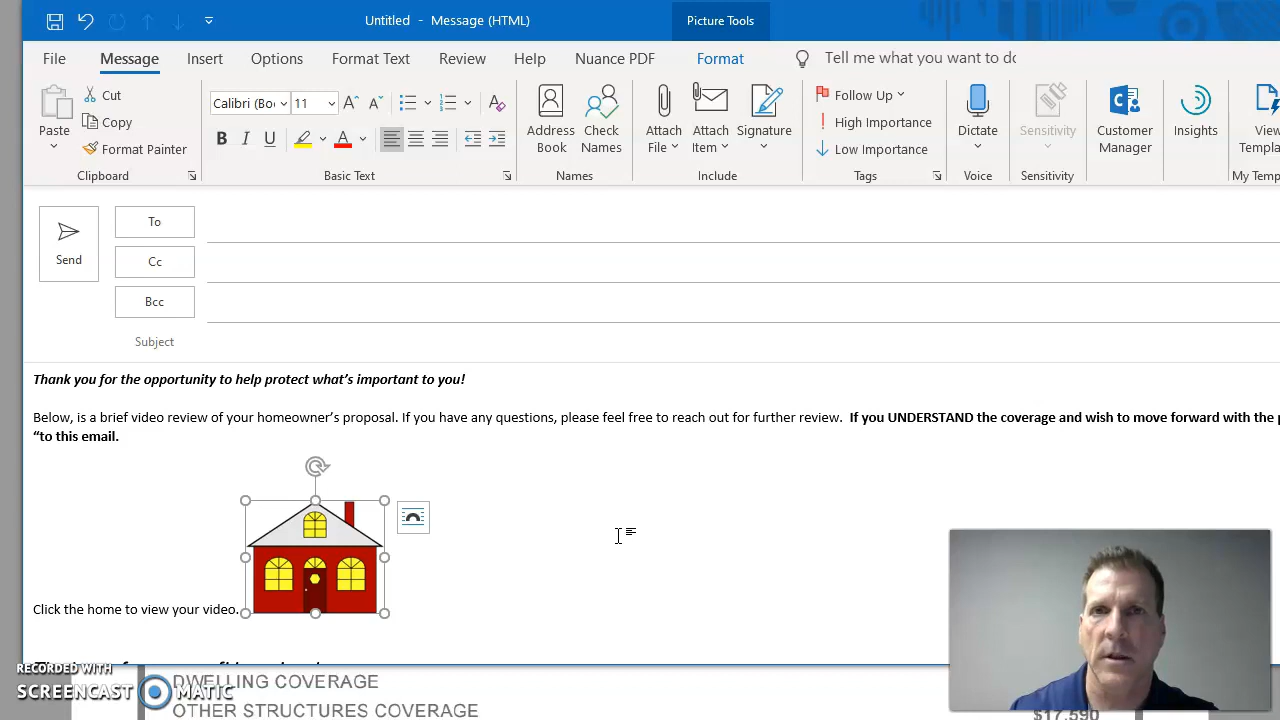 Untitled - Message (HTML)
Picture Tools
File Message Insert Options Format Text Review Help Nuance PDF Format Tell me what you want to do
Paste
Cut
Copy
Format Painter
Clipboard
Calibri (Boc 11
B I U A
Basic Text
Address Book
Check Names
Names
Attach File
Attach Item
Signature
Include
Follow Up
High Importance
Low Importance
Tags
Dictate
Voice
Sensitivity
Sensitivity
Customer Manager
Insights
View
Templa
My Templ
Send
To
Cc
Bcc
Subject
Thank you for the opportunity to help protect what's important to you!
Below, is a brief video review of your homeowner's proposal. If you have any questions, please feel free to reach out for further review. If you UNDERSTAND the coverage and wish to move forward with the p
"to this email.
Click the home to view your video.
RECORDED WITH
SCREENCAST MATIC
DWELLING COVERAGE
OTHER STRUCTURES COVERAGE
$17,590